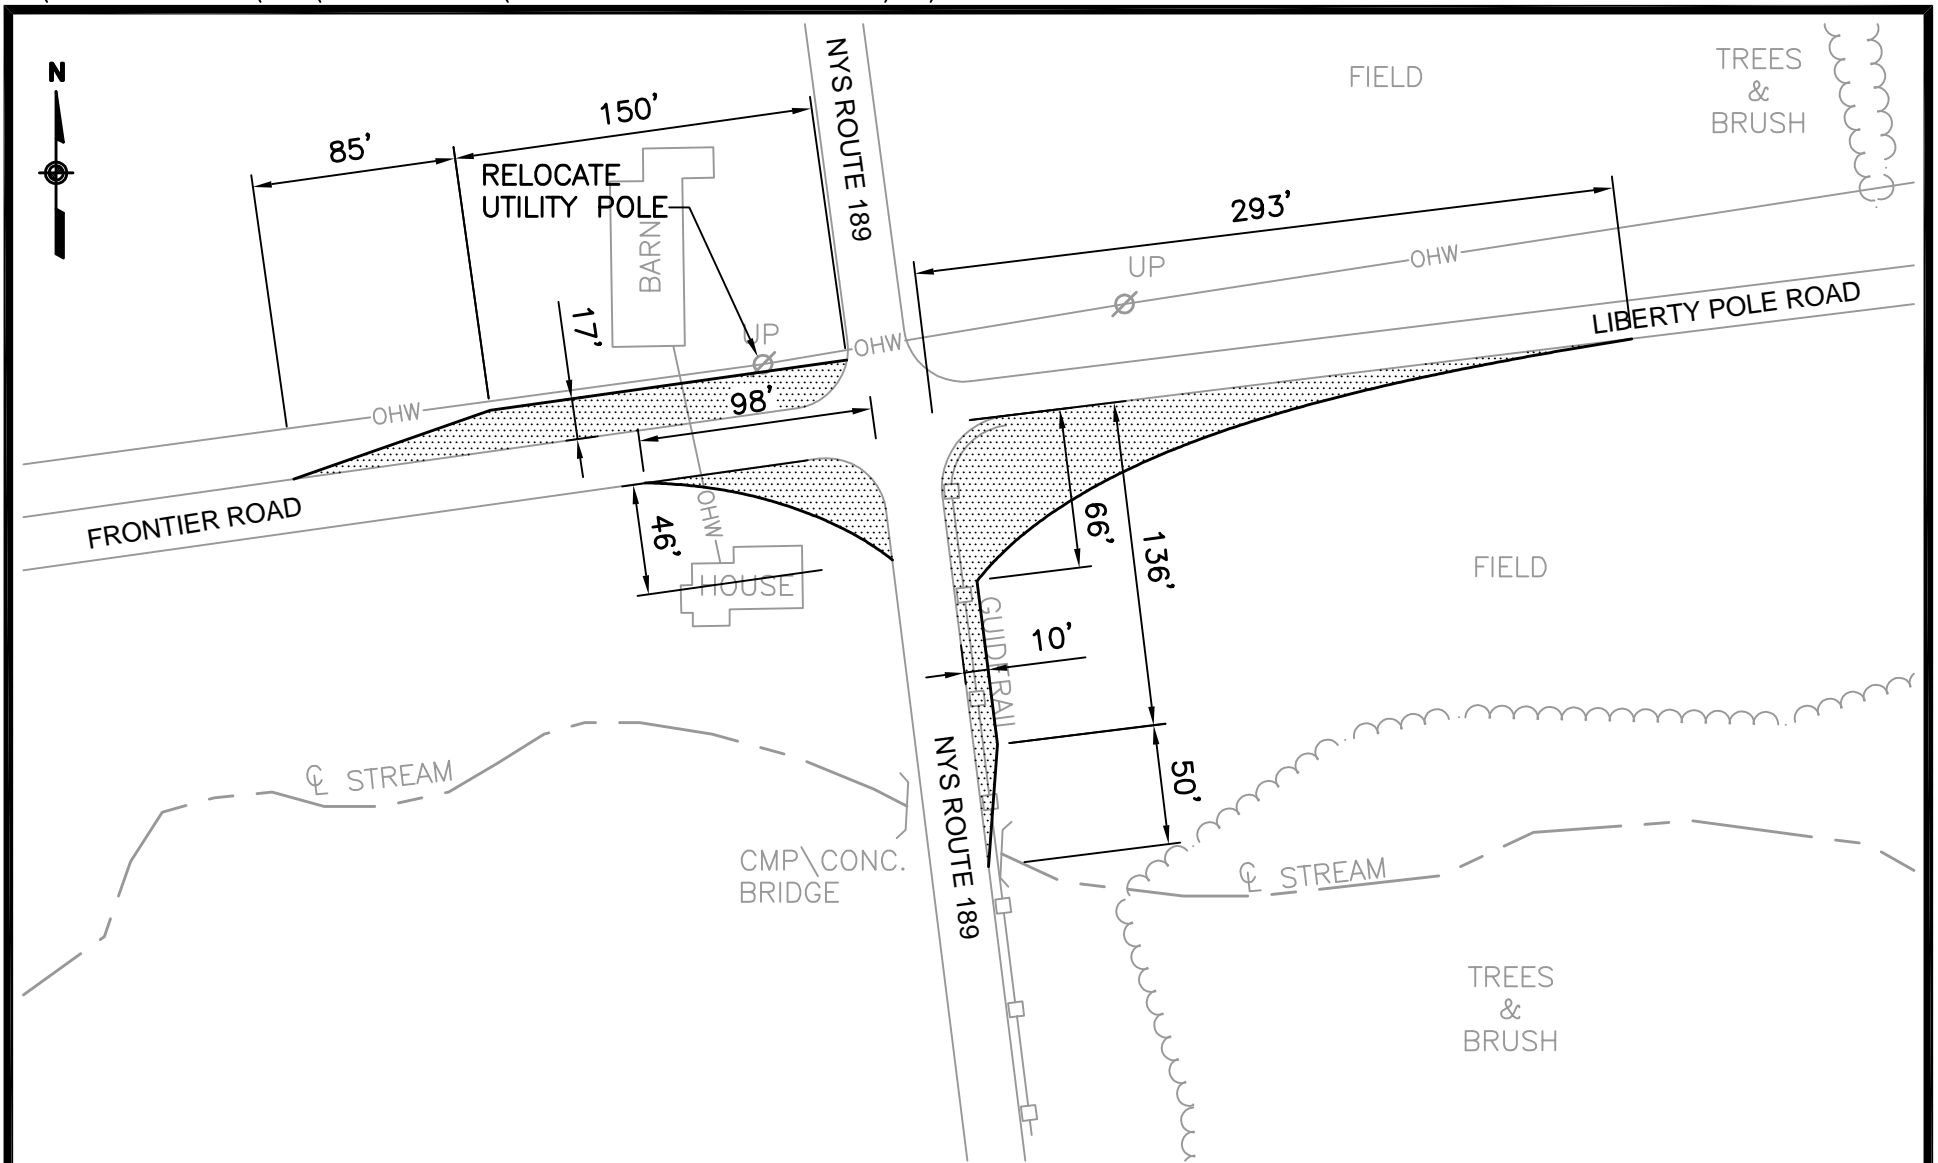 N
NYS ROUTE 189
FIELD
TREES
&
BRUSH
150'
85'
RELOCATE
UTILITY POLE
BARN
293'
OHW
UP
LIBERTY POLE ROAD
17'
UP
OHW
98'
OHW
FRONTIER ROAD
OHW
46'
66'
136'
HOUSE
FIELD
GUIDERAIL
10'
℄ STREAM
NYS ROUTE 189
50'
CMP\CONC.
BRIDGE
℄ STREAM
TREES
&
BRUSH